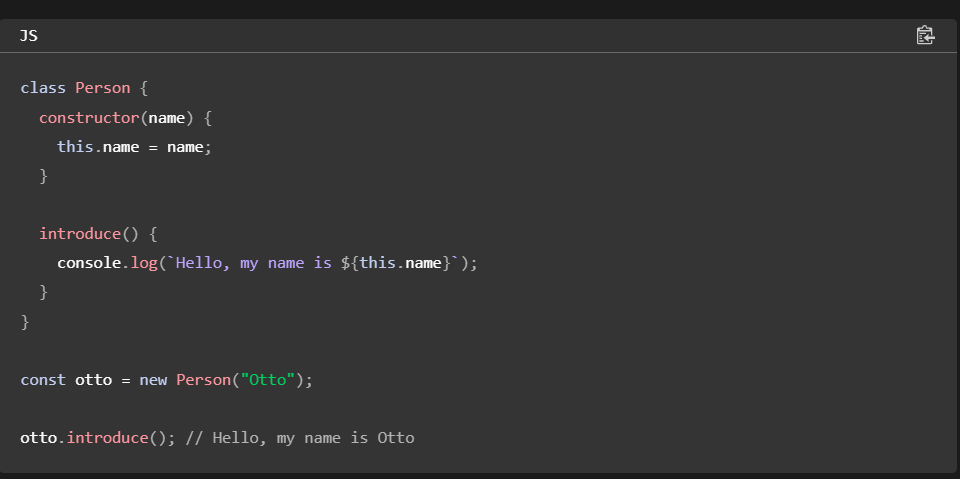 JS
class Person {
  constructor(name) {
    this.name = name;
  }
  introduce() {
    console.log(`Hello, my name is ${this.name}`);
  }
}
const otto = new Person("Otto");
otto.introduce(); // Hello, my name is Otto